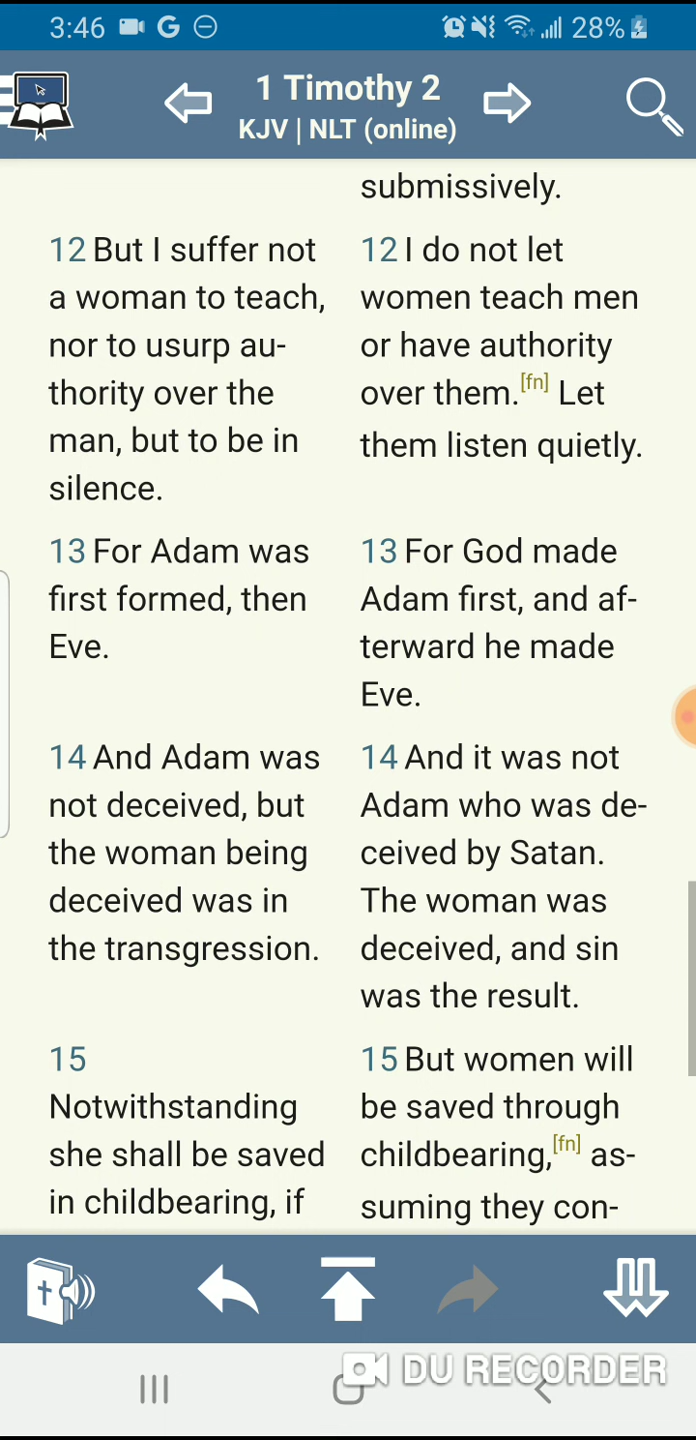 3:46 G 28%
1 Timothy 2
KJV | NLT (online)
12 But I suffer not
a woman to teach,
nor to usurp au-
thority over the
man, but to be in
silence.
13 For Adam was
first formed, then
Eve.
14 And Adam was
not deceived, but
the woman being
deceived was in
the transgression.
15
Notwithstanding
she shall be saved
in childbearing, if
submissively.
12 I do not let
women teach men
or have authority
over them.[fn] Let
them listen quietly.
13 For God made
Adam first, and af-
terward he made
Eve.
14 And it was not
Adam who was de-
ceived by Satan.
The woman was
deceived, and sin
was the result.
15 But women will
be saved through
childbearing,[fn] as-
suming they con-
DU RECORDER